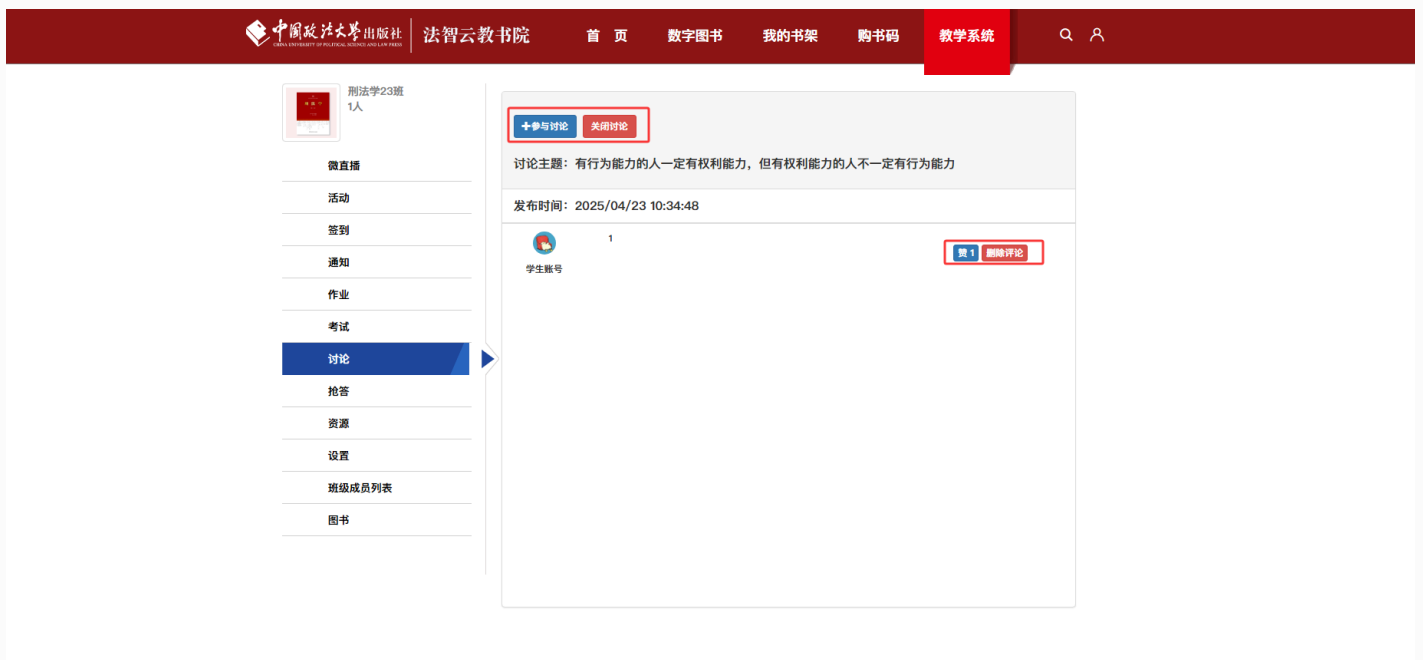 中国政法大学出版社 法智云教书院 首 页 数字图书 我的书架 购书码 教学系统
CHINA UNIVERSITY OF POLITICAL SCIENCE AND LAW PRESS
刑法学23班
1人
微直播
活动
签到
通知
作业
考试
讨论
抢答
资源
设置
班级成员列表
图书
+参与讨论 关闭讨论
讨论主题：有行为能力的人一定有权利能力，但有权利能力的人不一定有行为能力
发布时间：2025/04/23 10:34:48
1
学生账号
赞 1 删除评论